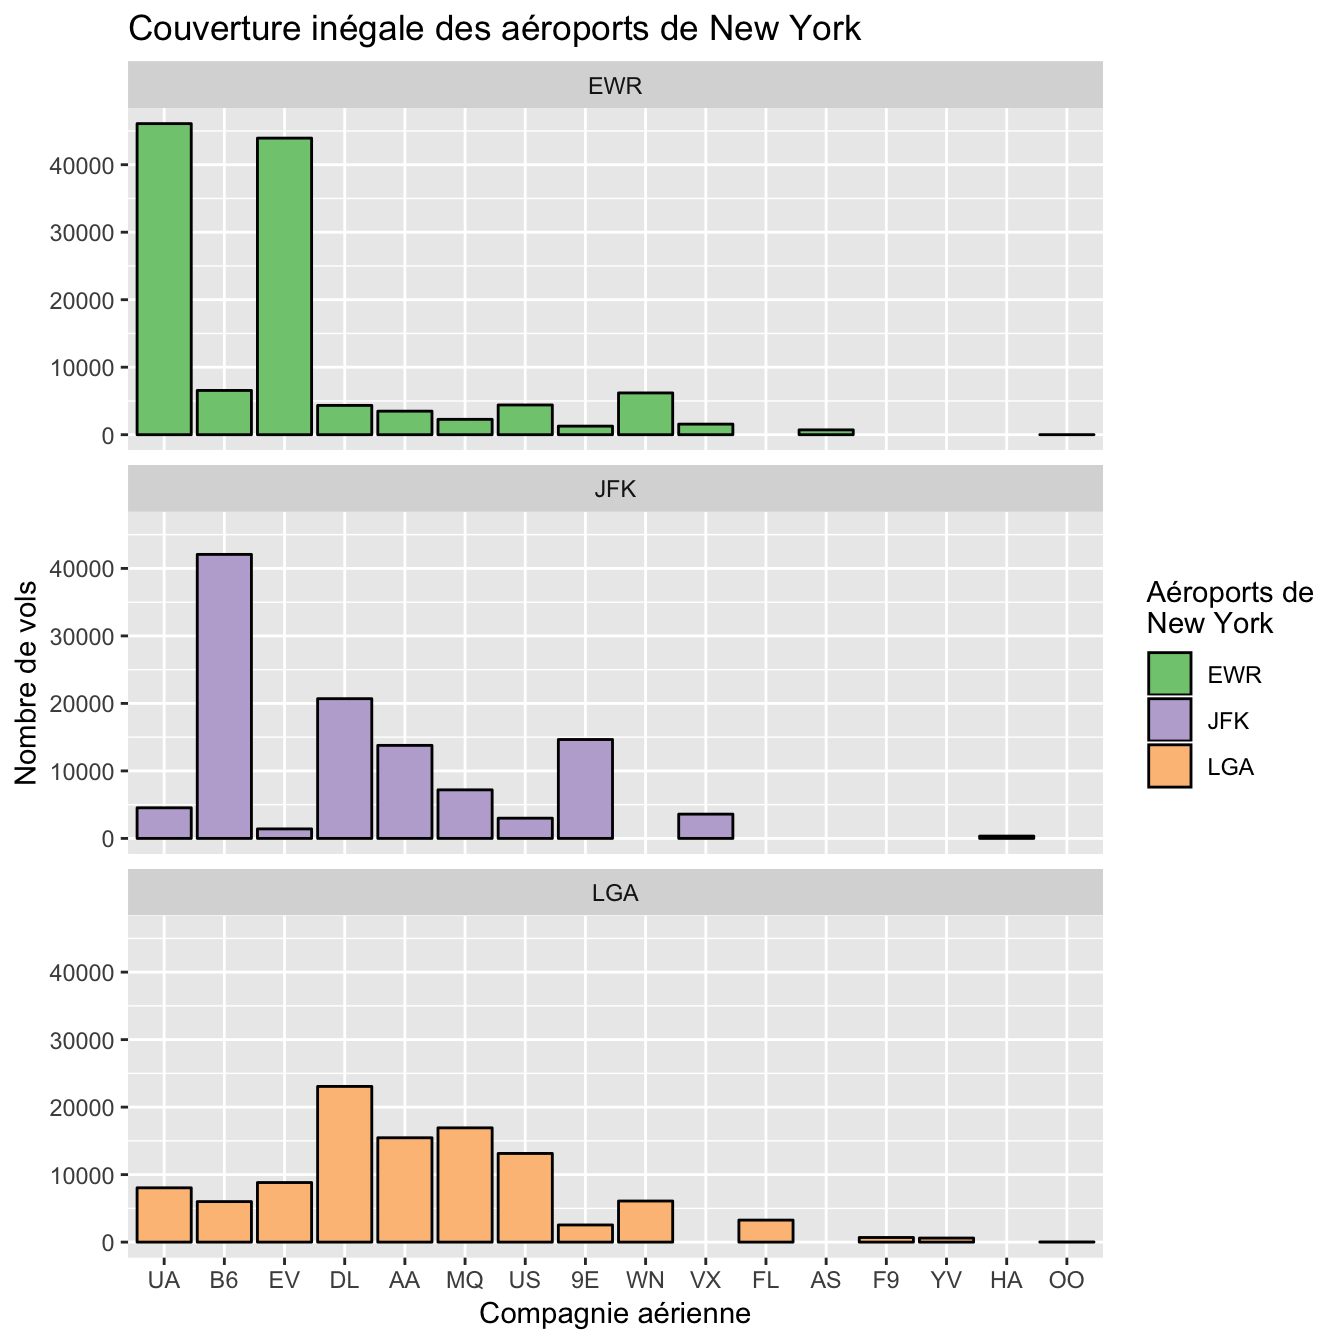 Couverture inégale des aéroports de New York
EWR
40000
30000
20000
10000
0
JFK
40000
30000
20000
10000
0
LGA
40000
30000
20000
10000
0
UA B6 EV DL AA MQ US 9E WN VX FL AS F9 YV HA OO
Compagnie aérienne
Nombre de vols
Aéroports de
New York
EWR
JFK
LGA